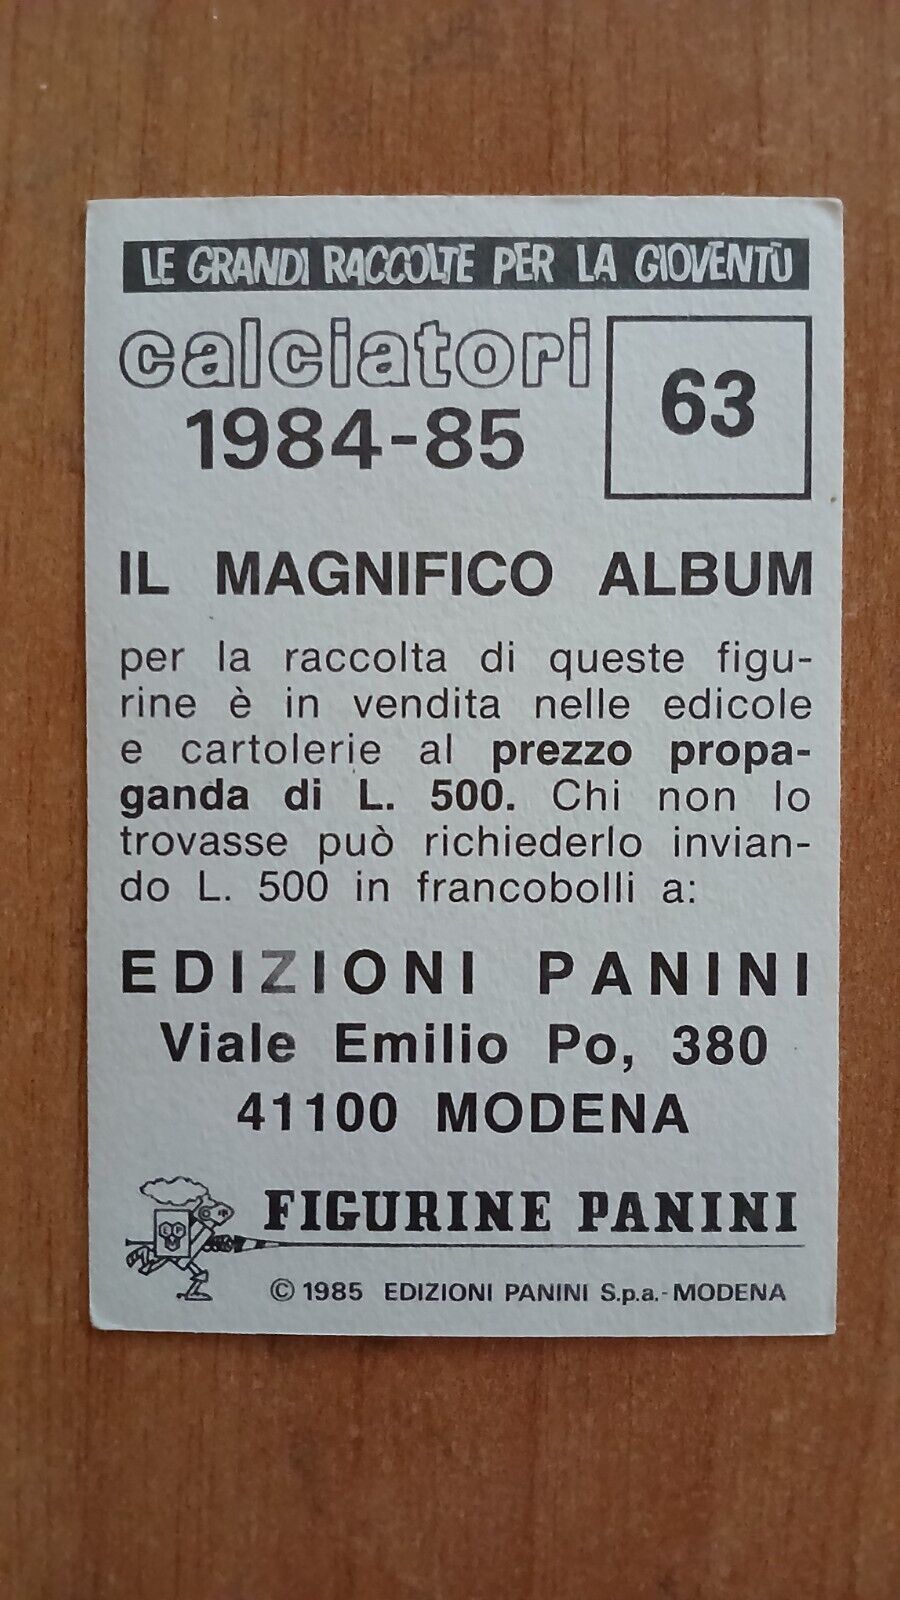 LE GRANDI RACCOLTE PER LA GIOVENTÙ
calciatori
1984-85
63
IL MAGNIFICO ALBUM
per la raccolta di queste figu-
rine è in vendita nelle edicole
e cartolerie al prezzo propa-
ganda di L. 500. Chi non lo
trovasse può richiederlo invian-
do L. 500 in francobolli a:
EDIZIONI PANINI
Viale Emilio Po, 380
41100 MODENA
EP
FIGURINE PANINI
© 1985 EDIZIONI PANINI S.p.a.-MODENA